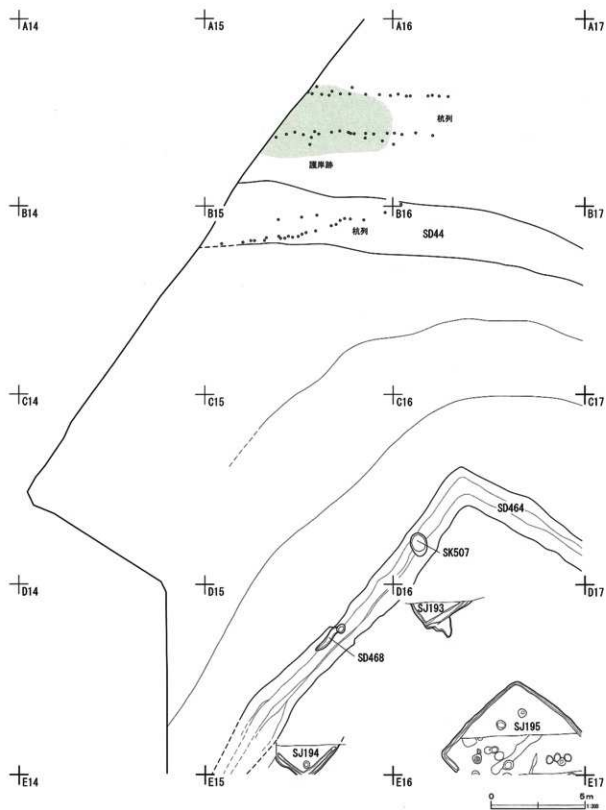 A14 A15 A16 A17
杭列
護岸跡
B14 B15 B16 B17
杭列 SD44
C14 C15 C16 C17
SD464
SK507
D14 D15 D16 D17
SJ193
SD468
SJ195
SJ194
E14 E15 E16 E17
0 5m